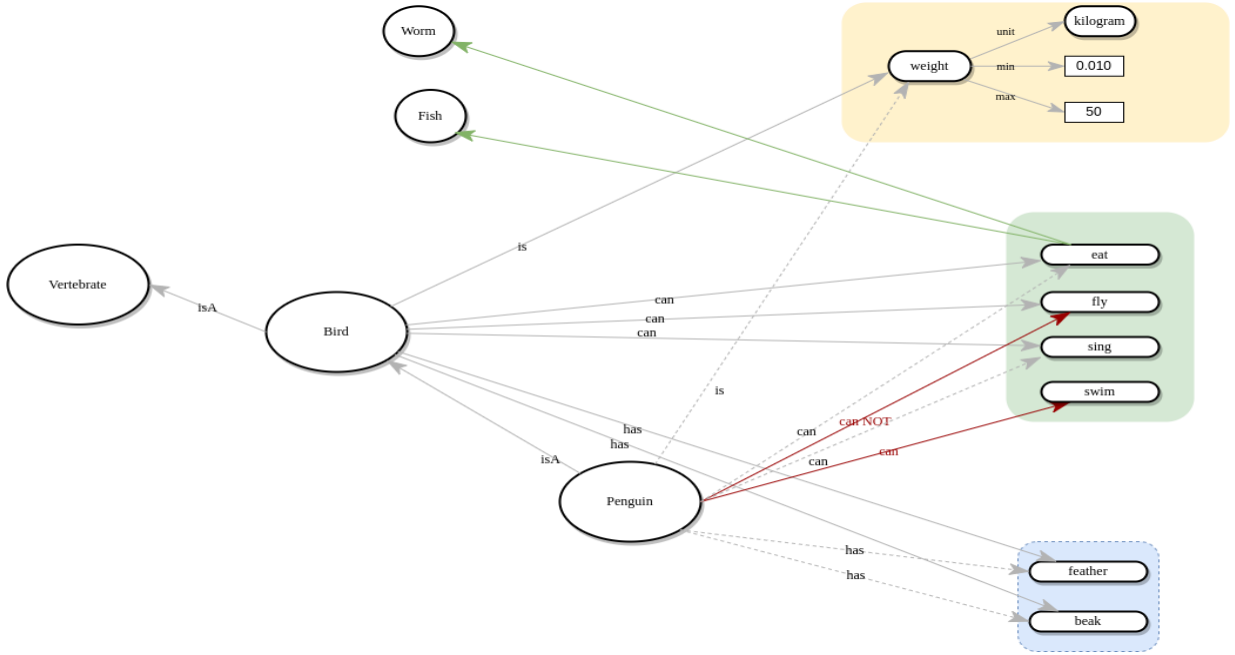 Worm
kilogram
unit
weight
min
0.010
max
50
Fish
is
eat
Vertebrate
isA
can
fly
can
Bird
can
sing
is
swim
can
can NOT
has
has
can
can
isA
Penguin
has
feather
has
beak